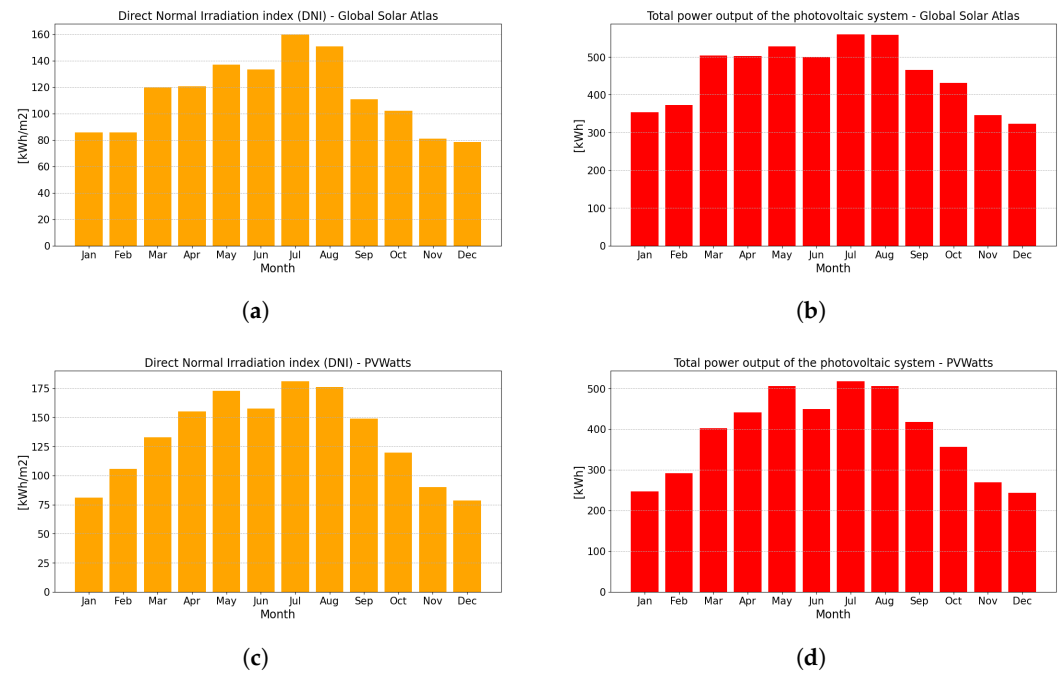 Direct Normal Irradiation index (DNI) - Global Solar Atlas
160
140
120
100
80
60
40
20
0
[kWh/m2]
Jan Feb Mar Apr May Jun Jul Aug Sep Oct Nov Dec
Month
(a)
Total power output of the photovoltaic system - Global Solar Atlas
500
400
300
200
100
0
[kWh]
Jan Feb Mar Apr May Jun Jul Aug Sep Oct Nov Dec
Month
(b)
Direct Normal Irradiation index (DNI) - PVWatts
175
150
125
100
75
50
25
0
[kWh/m2]
Jan Feb Mar Apr May Jun Jul Aug Sep Oct Nov Dec
Month
(c)
Total power output of the photovoltaic system - PVWatts
500
400
300
200
100
0
[kWh]
Jan Feb Mar Apr May Jun Jul Aug Sep Oct Nov Dec
Month
(d)